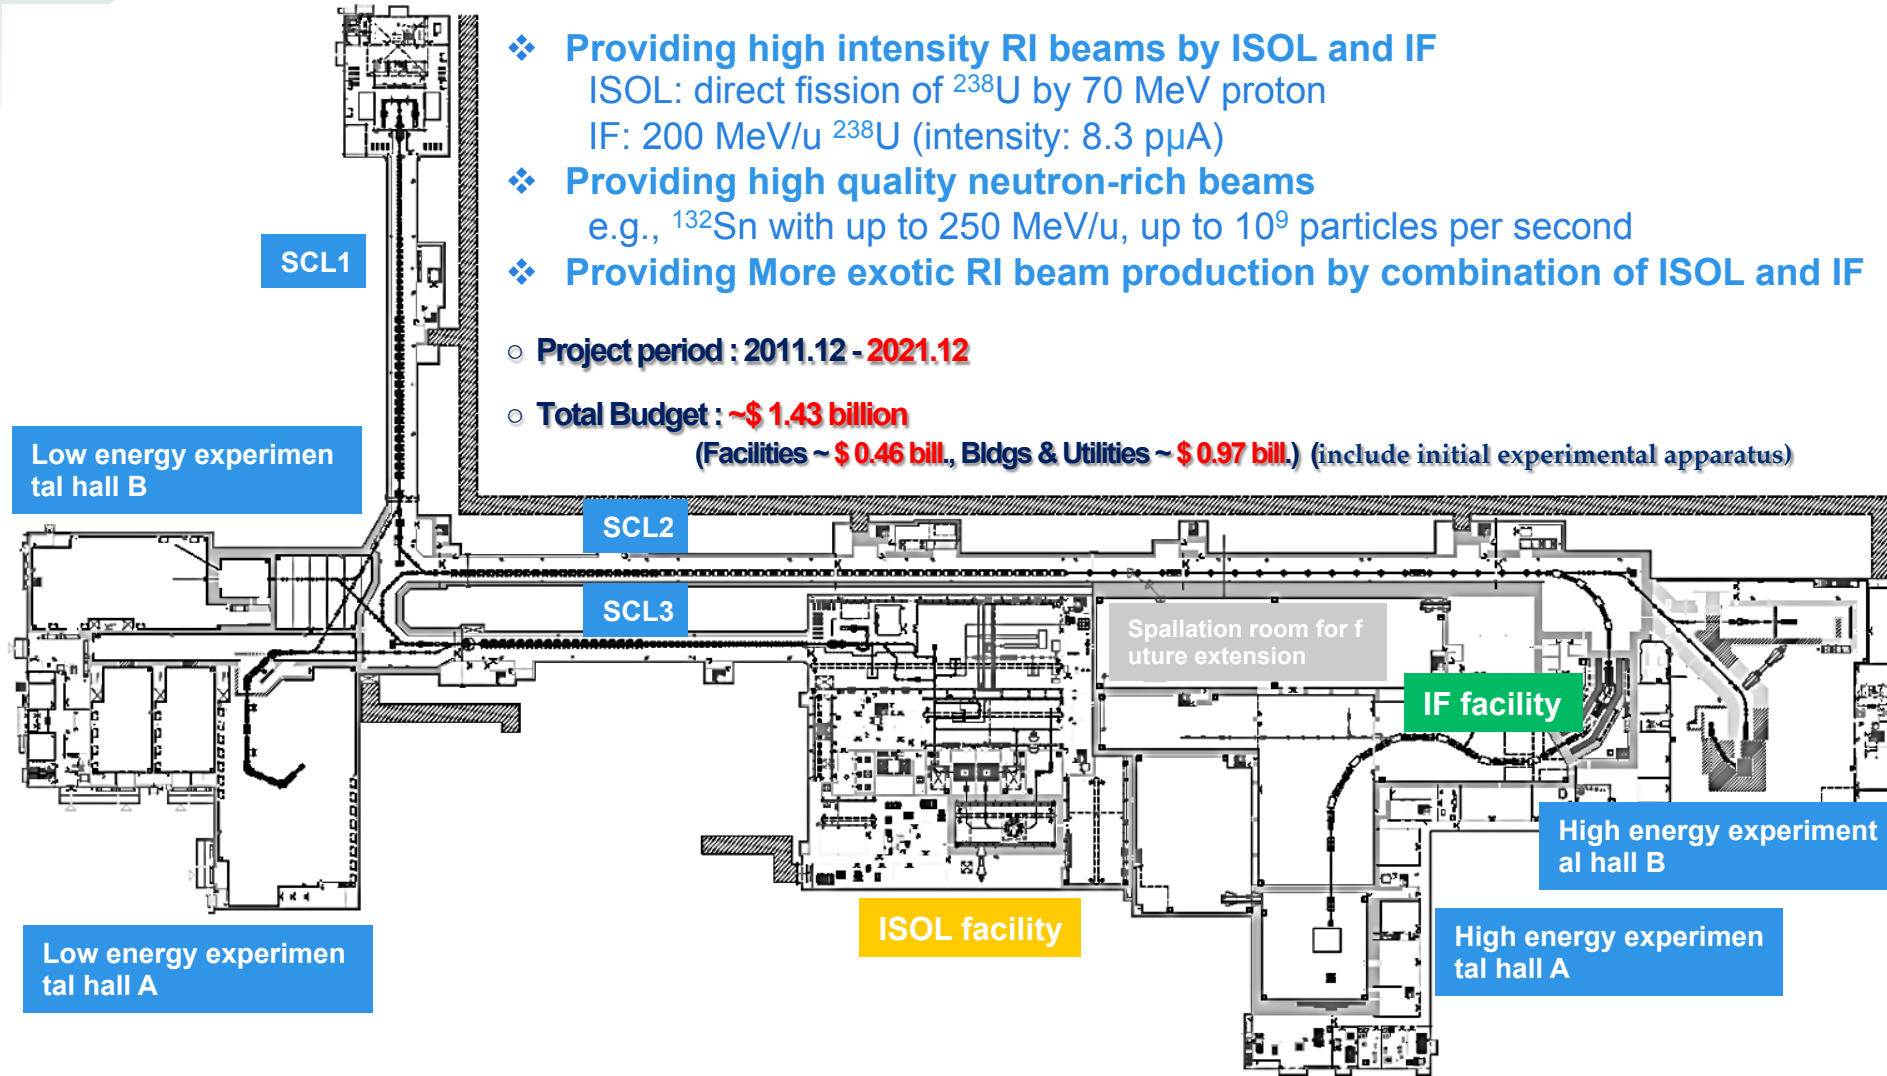 ❖ Providing high intensity RI beams by ISOL and IF
ISOL: direct fission of ²³⁸U by 70 MeV proton
IF: 200 MeV/u ²³⁸U (intensity: 8.3 pμA)
❖ Providing high quality neutron-rich beams
e.g., ¹³²Sn with up to 250 MeV/u, up to 10⁹ particles per second
❖ Providing More exotic RI beam production by combination of ISOL and IF
SCL1
○ Project period : 2011.12 - 2021.12
○ Total Budget : ~$ 1.43 billion
(Facilities ~ $ 0.46 bill., Bldgs & Utilities ~ $ 0.97 bill.) (include initial experimental apparatus)
Low energy experimen
tal hall B
SCL2
SCL3
Spallation room for f
uture extension
IF facility
High energy experiment
al hall B
ISOL facility
High energy experimen
tal hall A
Low energy experimen
tal hall A